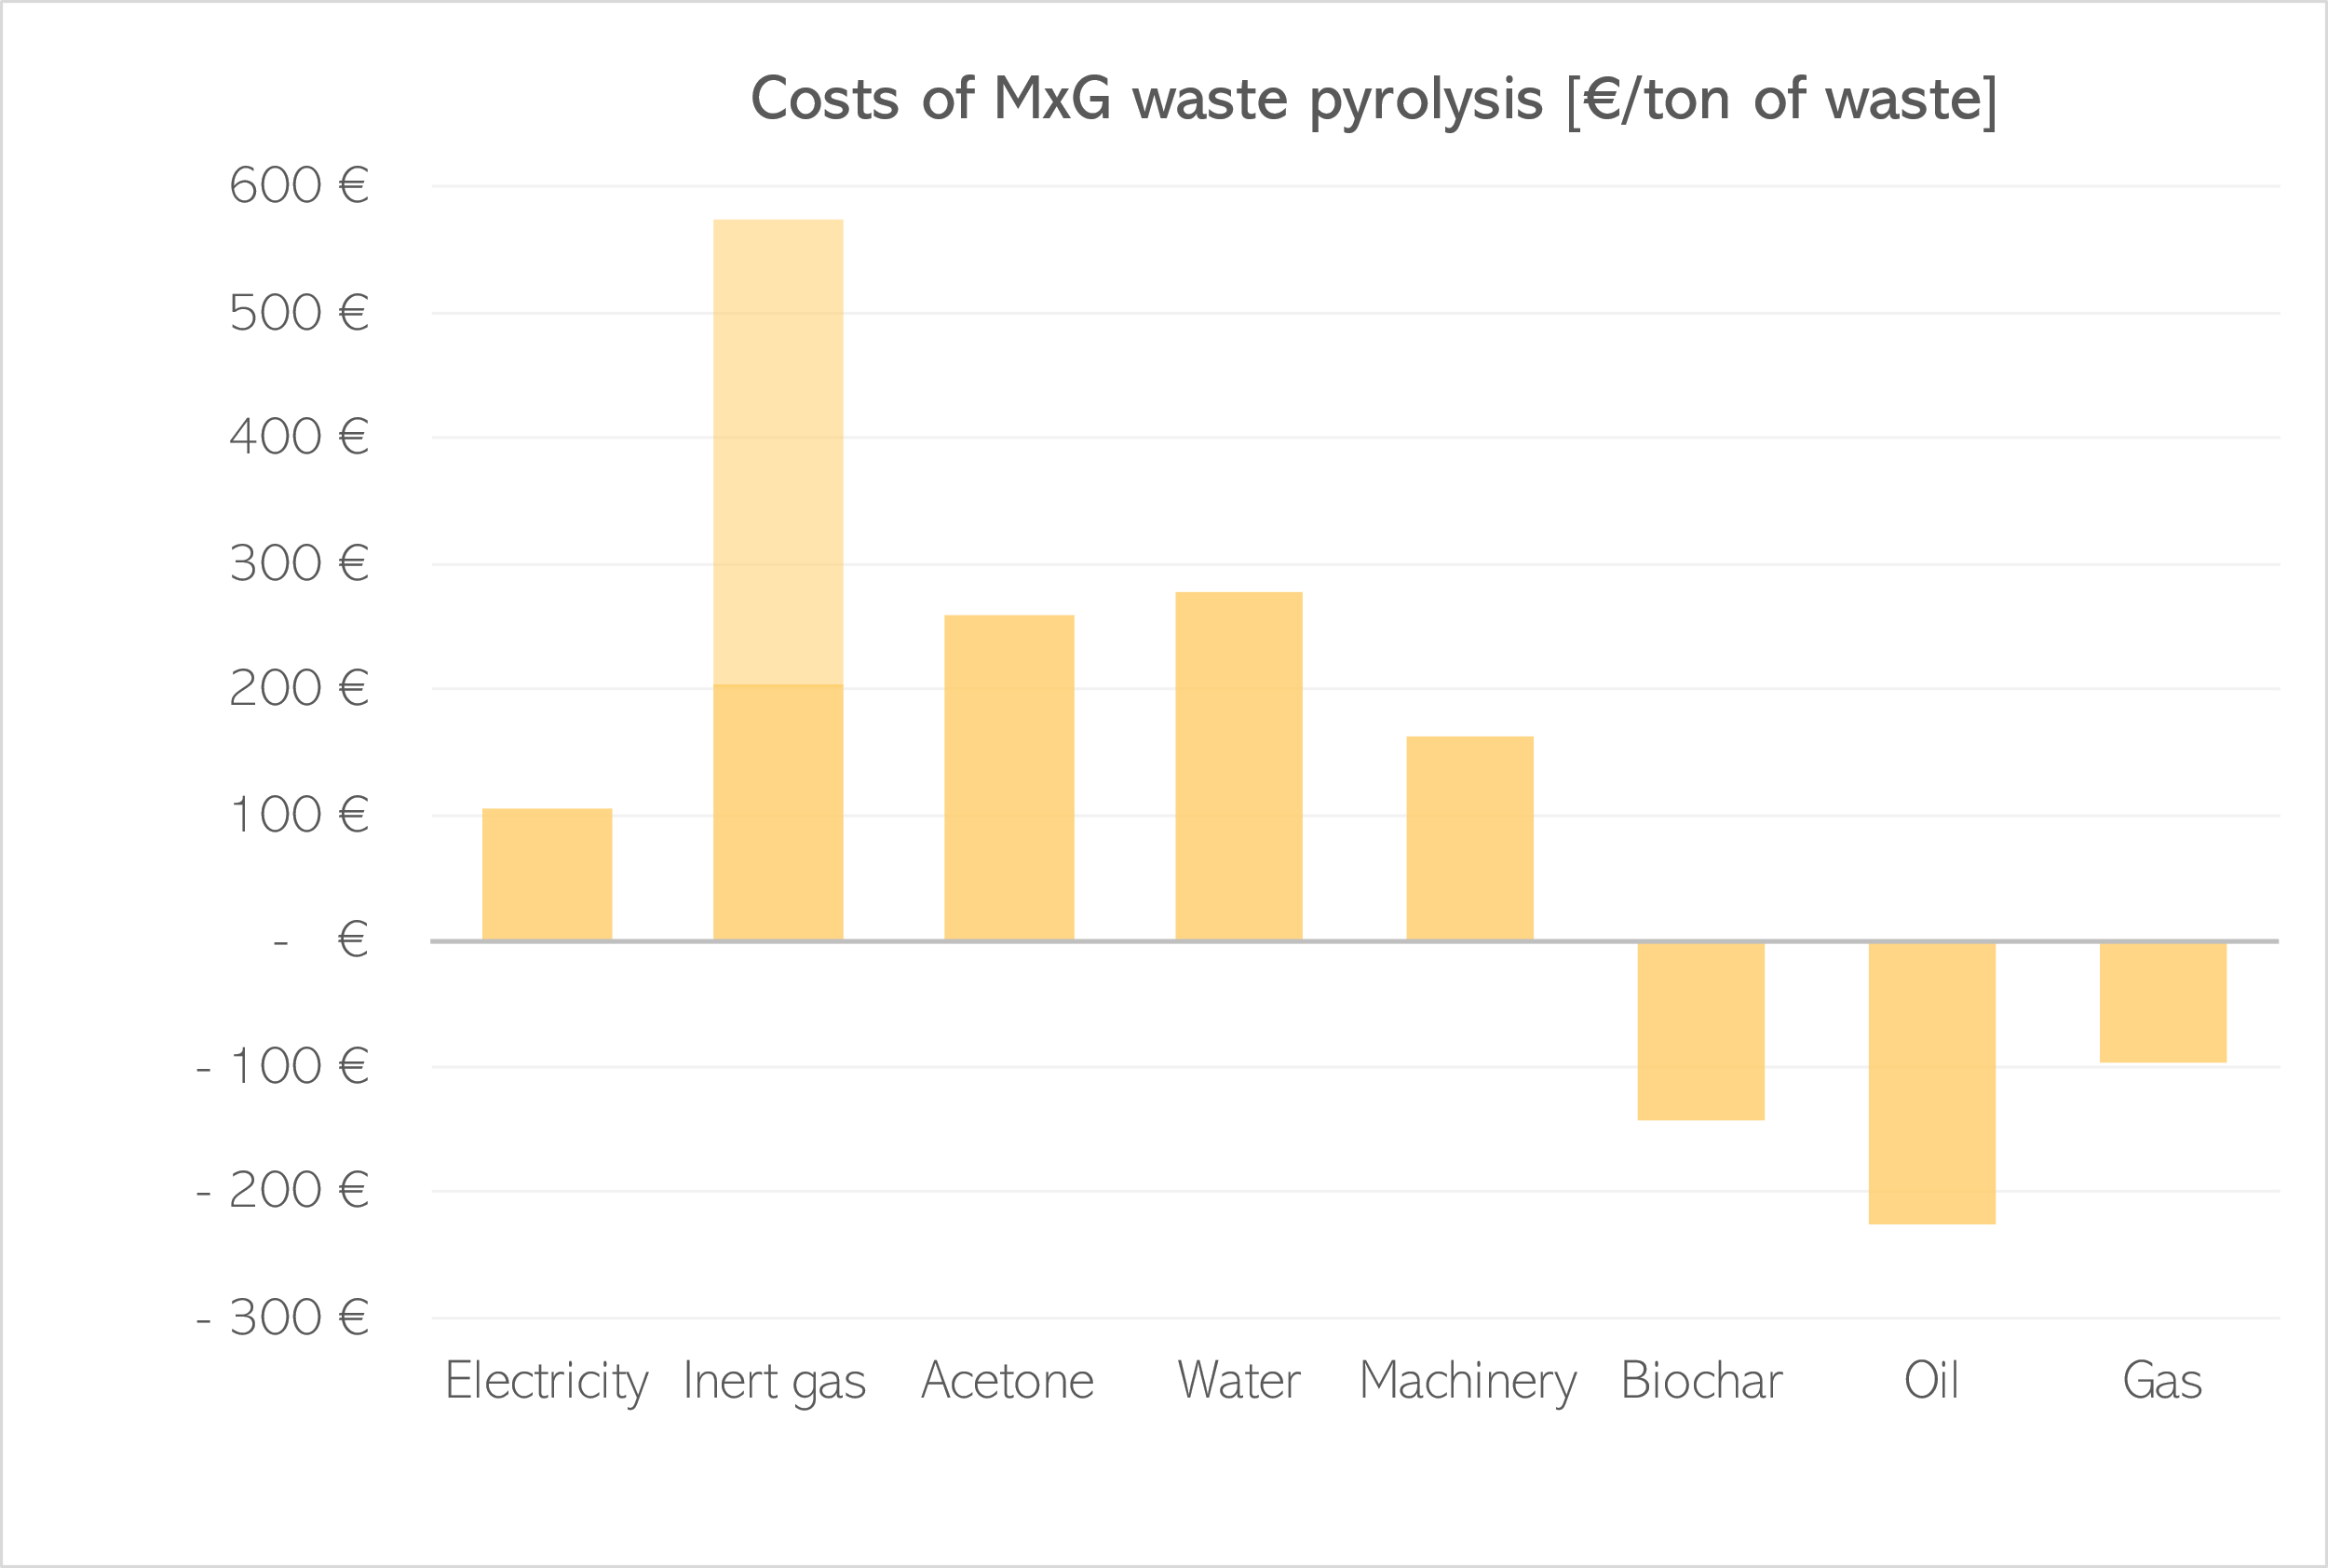 Costs of MxG waste pyrolysis [€/ton of waste]
600 €
500 €
400 €
300 €
200 €
100 €
- €
- 100 €
- 200 €
- 300 €
Electricity Inert gas Acetone Water Machinery Biochar Oil Gas